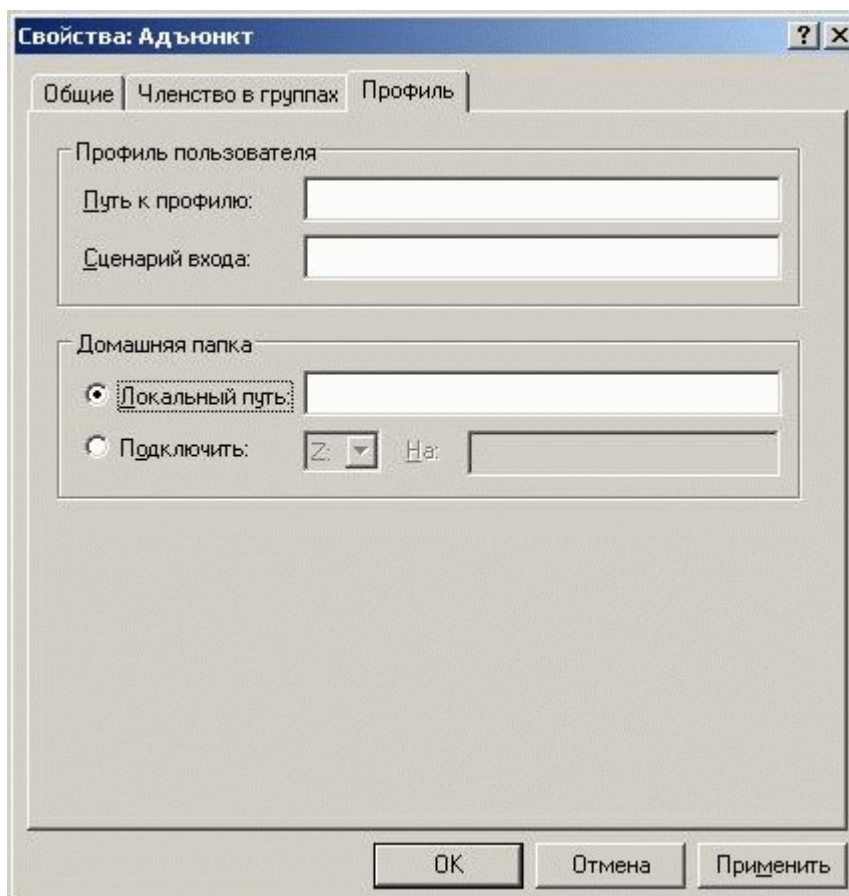 Свойства: Адъюнкт
Общие Членство в группах Профиль
Профиль пользователя
Путь к профилю:
Сценарий входа:
Домашняя папка
Локальный путь:
Подключить: Z: На:
OK Отмена Применить